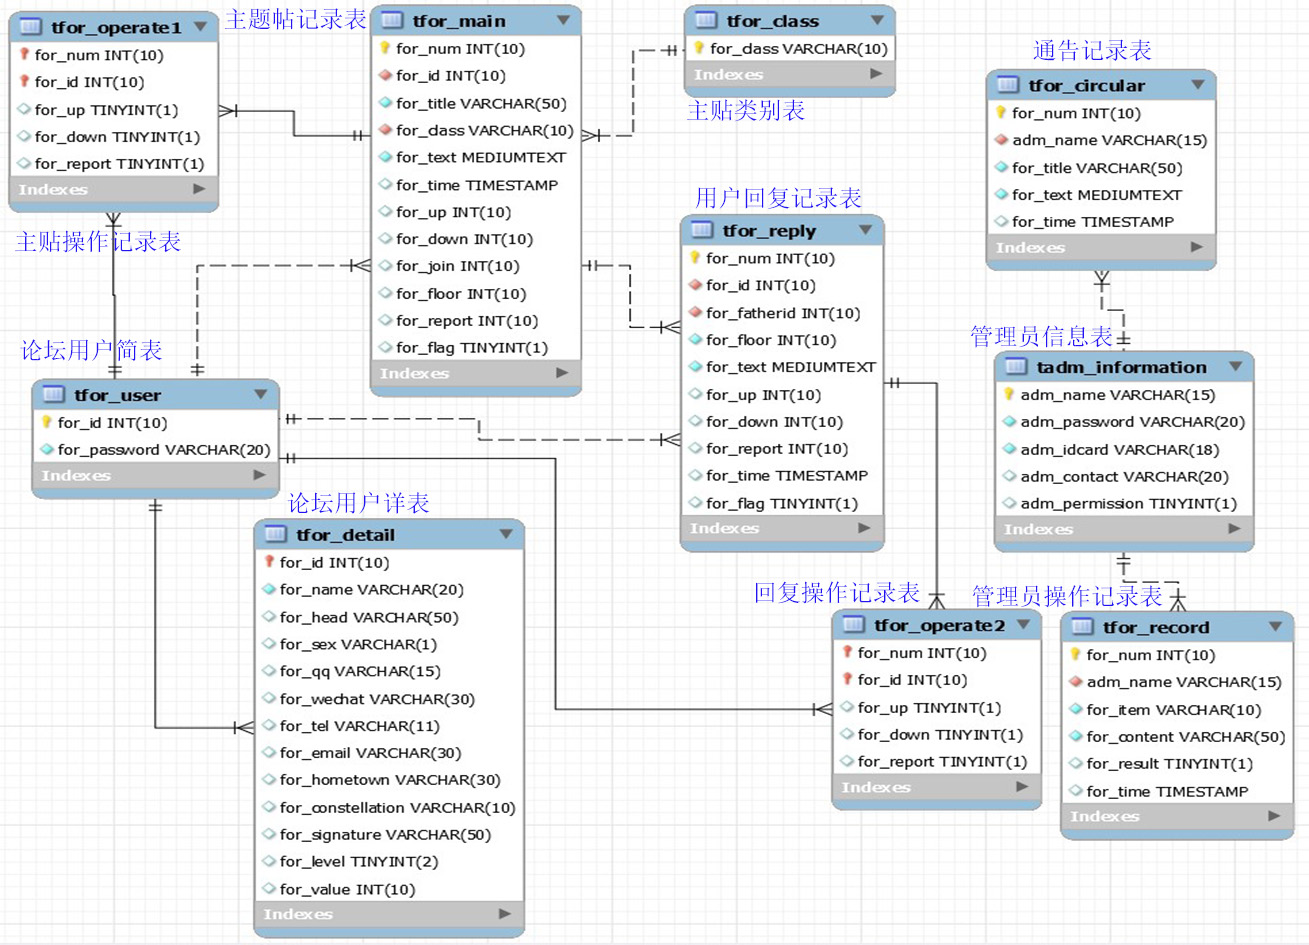 主题帖记录表
tfor_operate1
for_num INT(10)
for_id INT(10)
for_up TINYINT(1)
for_down TINYINT(1)
for_report TINYINT(1)
Indexes
主贴操作记录表
tfor_main
for_num INT(10)
for_id INT(10)
for_title VARCHAR(50)
for_class VARCHAR(10)
for_text MEDIUMTEXT
for_time TIMESTAMP
for_up INT(10)
for_down INT(10)
for_join INT(10)
for_floor INT(10)
for_report INT(10)
for_flag TINYINT(1)
Indexes
tfor_class
for_class VARCHAR(10)
Indexes
主贴类别表
通告记录表
tfor_circular
for_num INT(10)
adm_name VARCHAR(15)
for_title VARCHAR(50)
for_text MEDIUMTEXT
for_time TIMESTAMP
Indexes
用户回复记录表
tfor_reply
for_num INT(10)
for_id INT(10)
for_fatherid INT(10)
for_floor INT(10)
for_text MEDIUMTEXT
for_up INT(10)
for_down INT(10)
for_report INT(10)
for_time TIMESTAMP
for_flag TINYINT(1)
Indexes
论坛用户简表
tfor_user
for_id INT(10)
for_password VARCHAR(20)
Indexes
管理员信息表
tadm_information
adm_name VARCHAR(15)
adm_password VARCHAR(20)
adm_idcard VARCHAR(18)
adm_contact VARCHAR(20)
adm_permission TINYINT(1)
Indexes
论坛用户详表
tfor_detail
for_id INT(10)
for_name VARCHAR(20)
for_head VARCHAR(50)
for_sex VARCHAR(1)
for_qq VARCHAR(15)
for_wechat VARCHAR(30)
for_tel VARCHAR(11)
for_email VARCHAR(30)
for_hometown VARCHAR(30)
for_constellation VARCHAR(10)
for_signature VARCHAR(50)
for_level TINYINT(2)
for_value INT(10)
Indexes
回复操作记录表
tfor_operate2
for_num INT(10)
for_id INT(10)
for_up TINYINT(1)
for_down TINYINT(1)
for_report TINYINT(1)
Indexes
管理员操作记录表
tfor_record
for_num INT(10)
adm_name VARCHAR(15)
for_item VARCHAR(10)
for_content VARCHAR(50)
for_result TINYINT(1)
for_time TIMESTAMP
Indexes